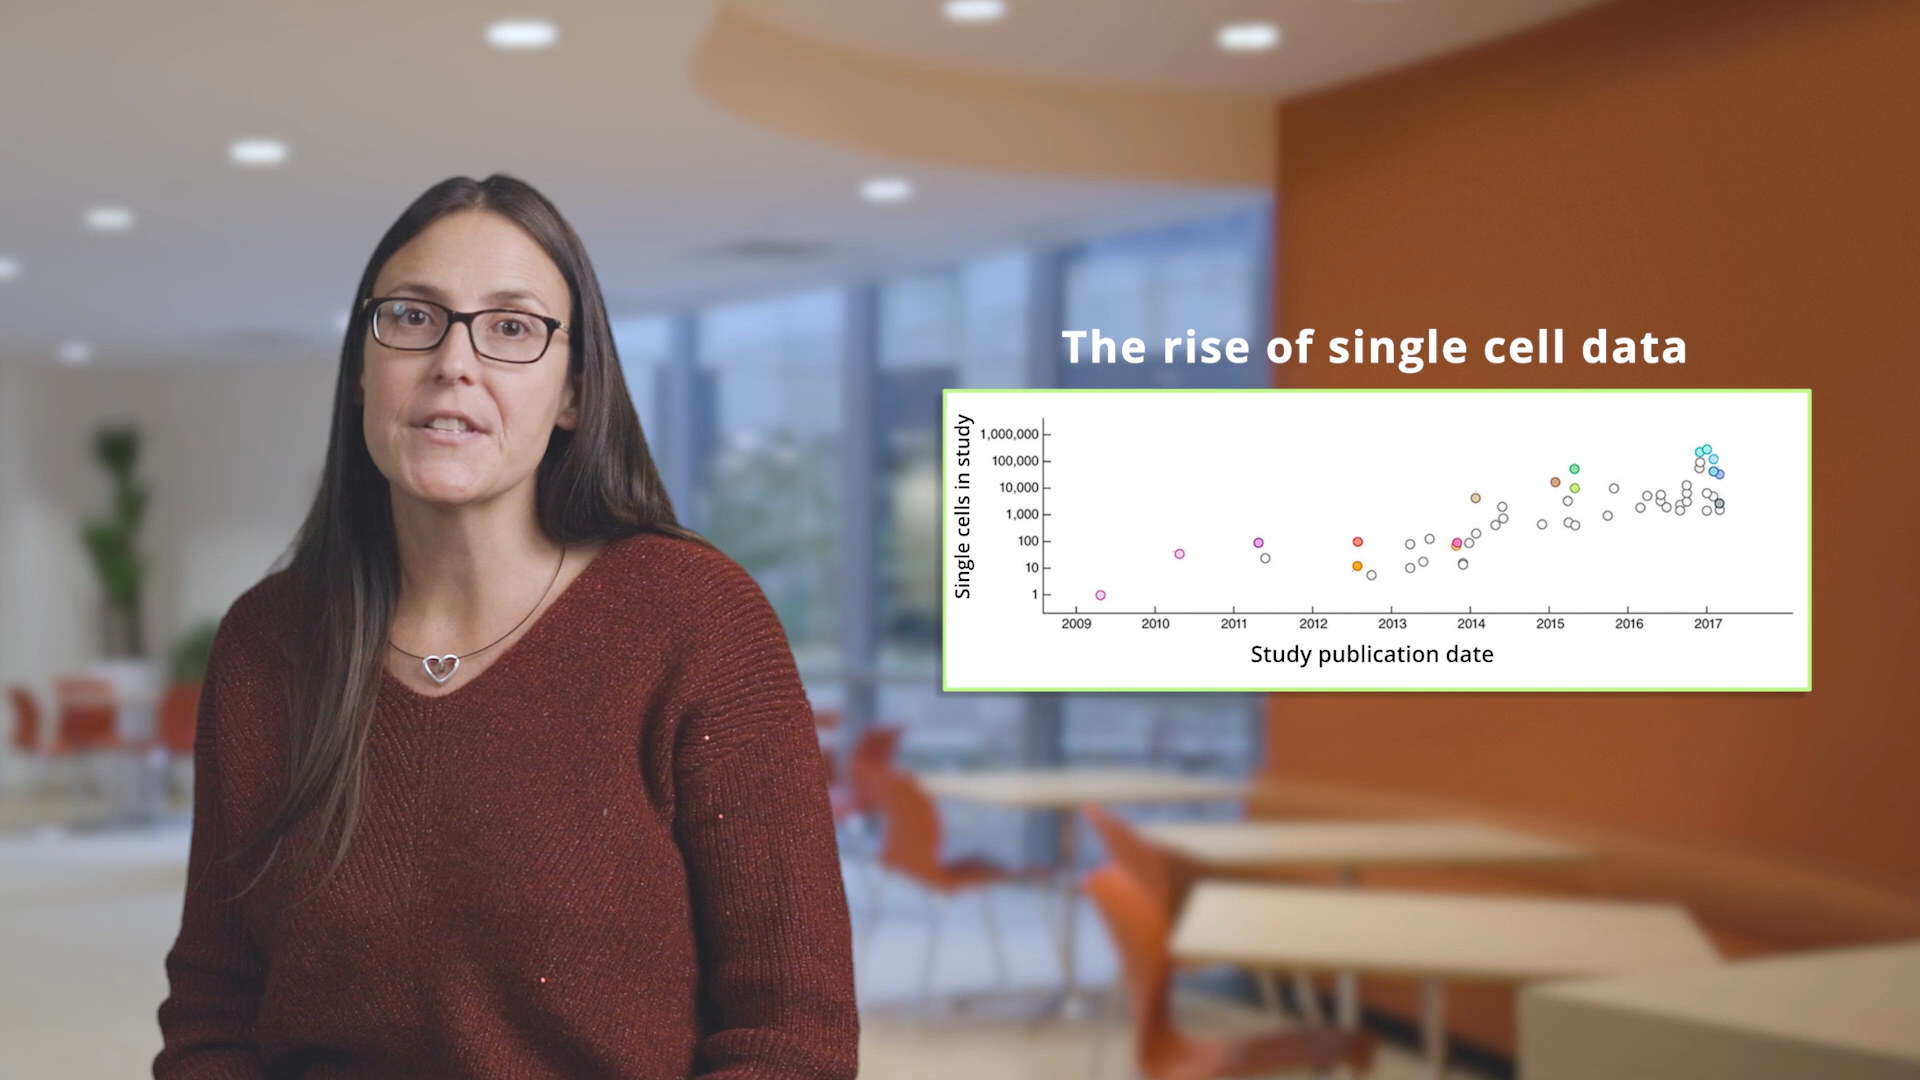 The rise of single cell data
Single cells in study
1,000,000
100,000
10,000
1,000
100
10
1
2009 2010 2011 2012 2013 2014 2015 2016 2017
Study publication date